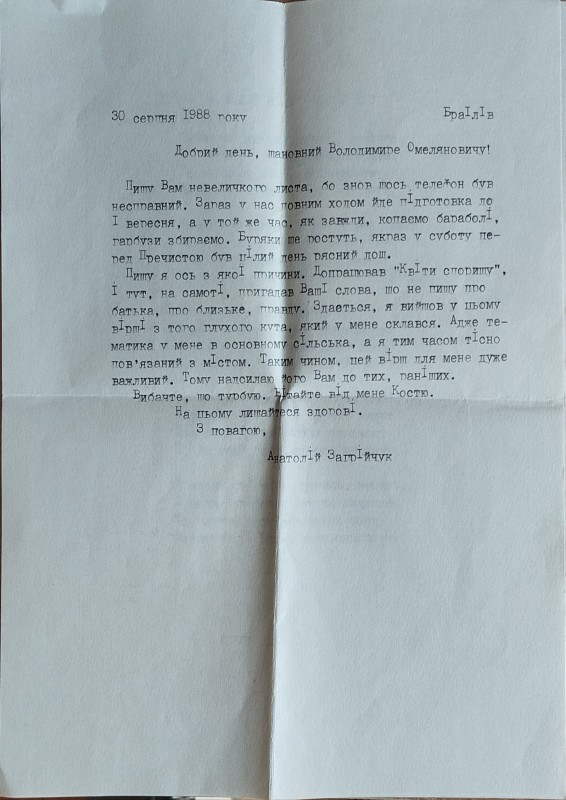 30 серпня 1988 року Браїлів
Добрий день, шановний Володимире Омеляновичу!
Пишу Вам невеличкого листа, бо знов щось телефон був
несправний. Зараз у нас повним ходом йде підготовка до
І вересня, а у той же час, як завжди, копаємо бараболі,
гарбузи збираємо. Буряки ще ростуть, якраз у суботу пе-
ред Пречистою був цілий день рясний дощ.
Пишу я ось з якої причини. Допрацював "Квіти споришу",
і тут, на самоті, пригадав Ваші слова, що не пишу про
батька, про близьке, правду. Здається, я вийшов у цьому
вірші з того глухого кута, який у мене склався. Адже те-
матика у мене в основному сільська, а я тим часом тісно
пов'язаний з містом. Таким чином, цей вірш для мене дуже
важливий. Тому надсилаю його Вам до тих, раніших.
Вибачте, що турбую. Вітайте від мене Костю.
На цьому лишайтеся здорові.
З повагою,
Анатолій Загрійчук